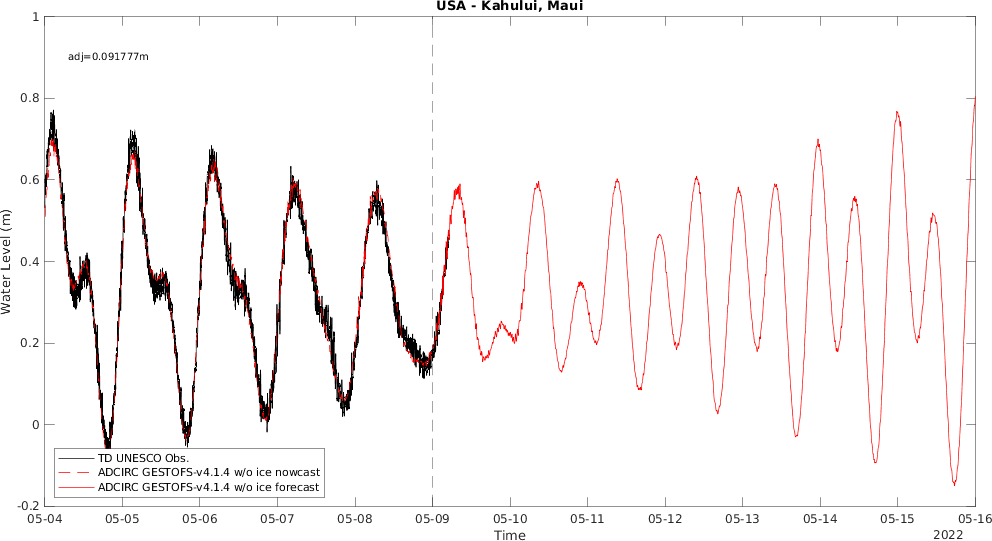 USA - Kahului, Maui
1
adj=0.091777m
0.8
0.6
0.4
0.2
0
-0.2
Water Level (m)
TD UNESCO Obs.
ADCIRC GESTOFS-v4.1.4 w/o ice nowcast
ADCIRC GESTOFS-v4.1.4 w/o ice forecast
05-04 05-05 05-06 05-07 05-08 05-09 05-10 05-11 05-12 05-13 05-14 05-15 05-16
Time
2022